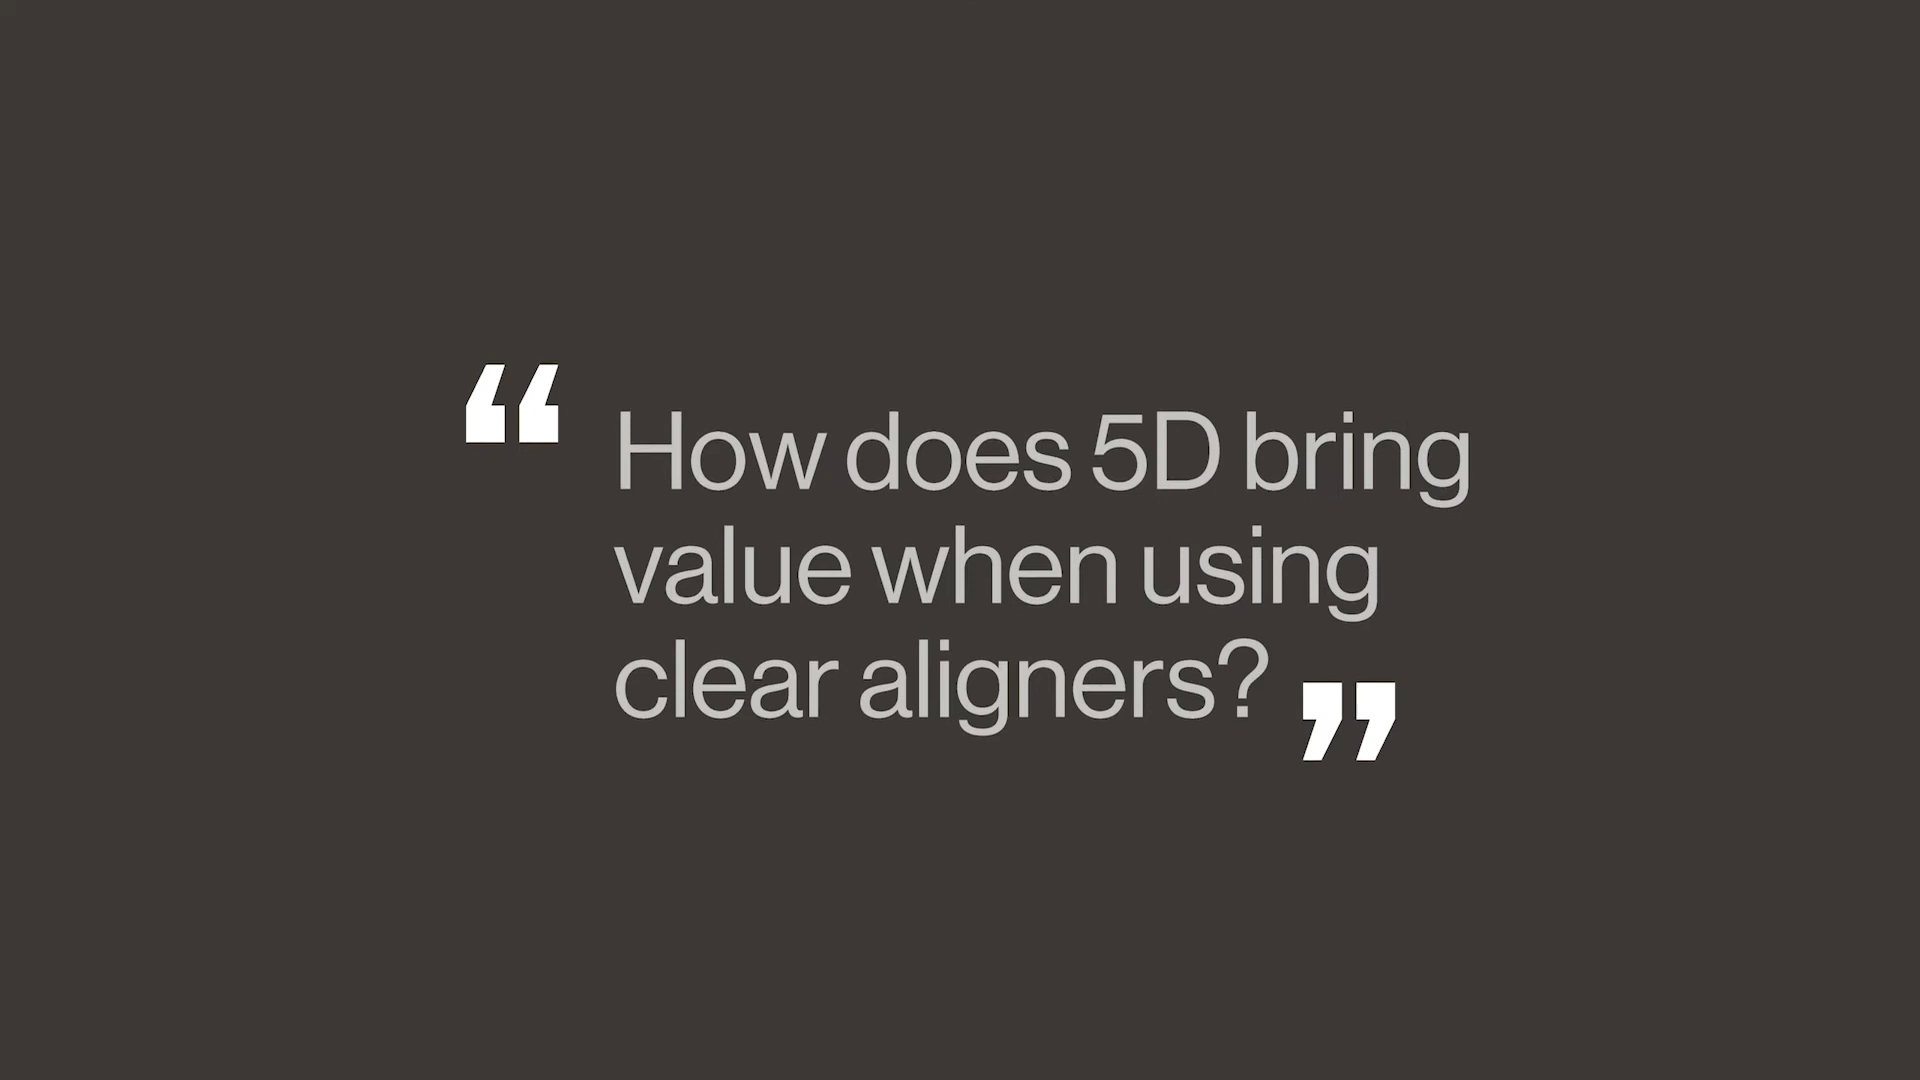 “How does 5D bring
value when using
clear aligners?”